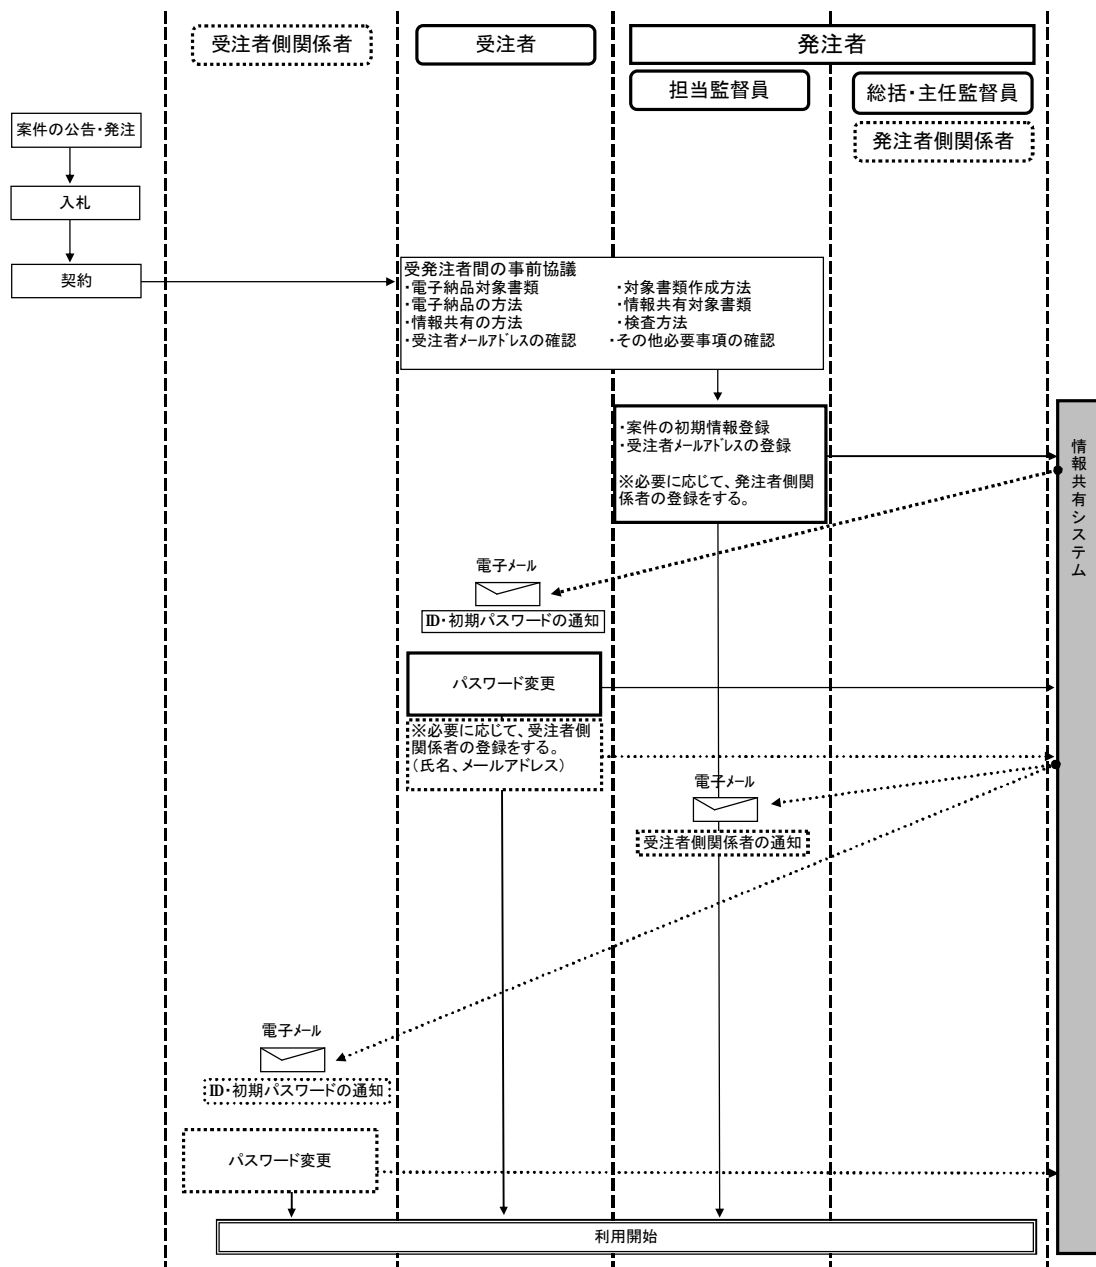 受注者側関係者
受注者
発注者
担当監督員
総括・主任監督員
発注者側関係者
案件の公告・発注
入札
契約
受発注者間の事前協議
・電子納品対象書類
・対象書類作成方法
・電子納品の方法
・情報共有対象書類
・情報共有の方法
・検査方法
・受注者メールアドレスの確認
・その他必要事項の確認
・案件の初期情報登録
・受注者メールアドレスの登録
※必要に応じて、発注者側関
係者の登録をする。
情報共有システム
電子メール
ID・初期パスワードの通知
パスワード変更
※必要に応じて、受注者側
関係者の登録をする。
（氏名、メールアドレス）
電子メール
受注者側関係者の通知
電子メール
ID・初期パスワードの通知
パスワード変更
利用開始